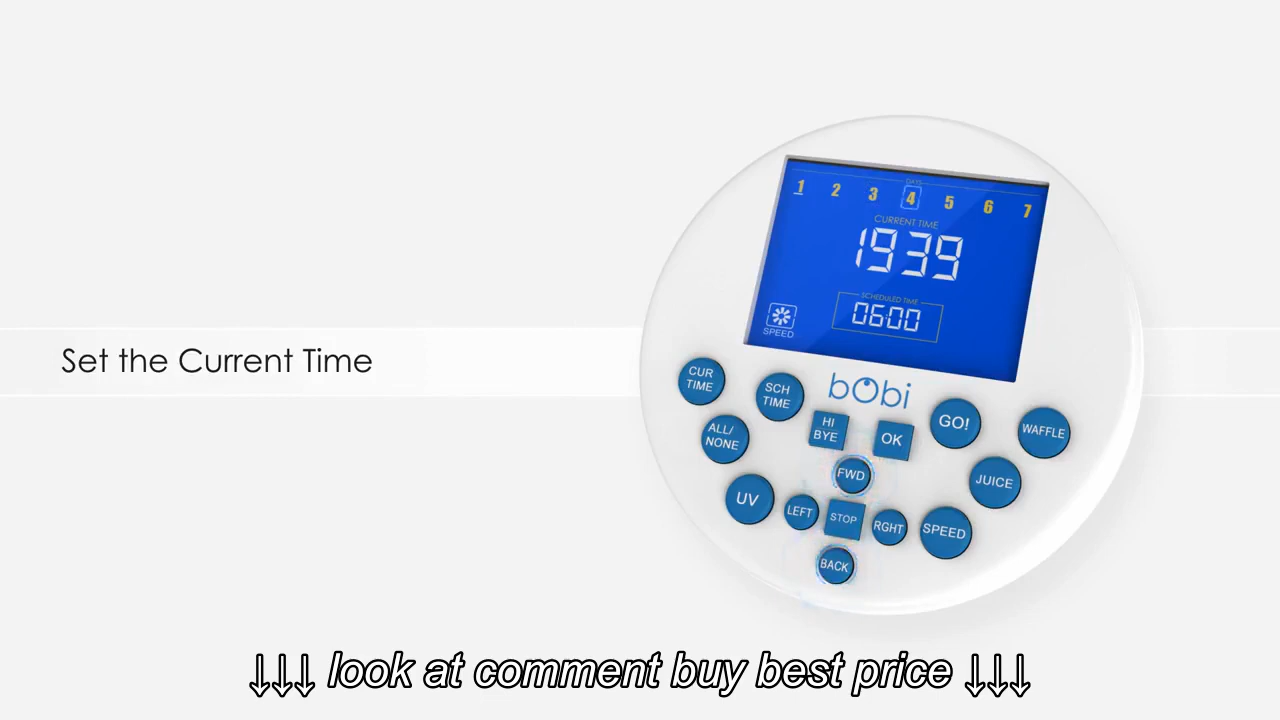 DAYS
1 2 3 4 5 6 7
CURRENT TIME
1939
SCHEDULED TIME
06:00
SPEED
Set the Current Time
bObi
CUR
TIME
SCH
TIME
HI
BYE
OK
GO!
WAFFLE
ALL/
NONE
FWD
JUICE
UV
LEFT
STOP
RGHT
SPEED
BACK
↓↓↓ look at comment buy best price ↓↓↓